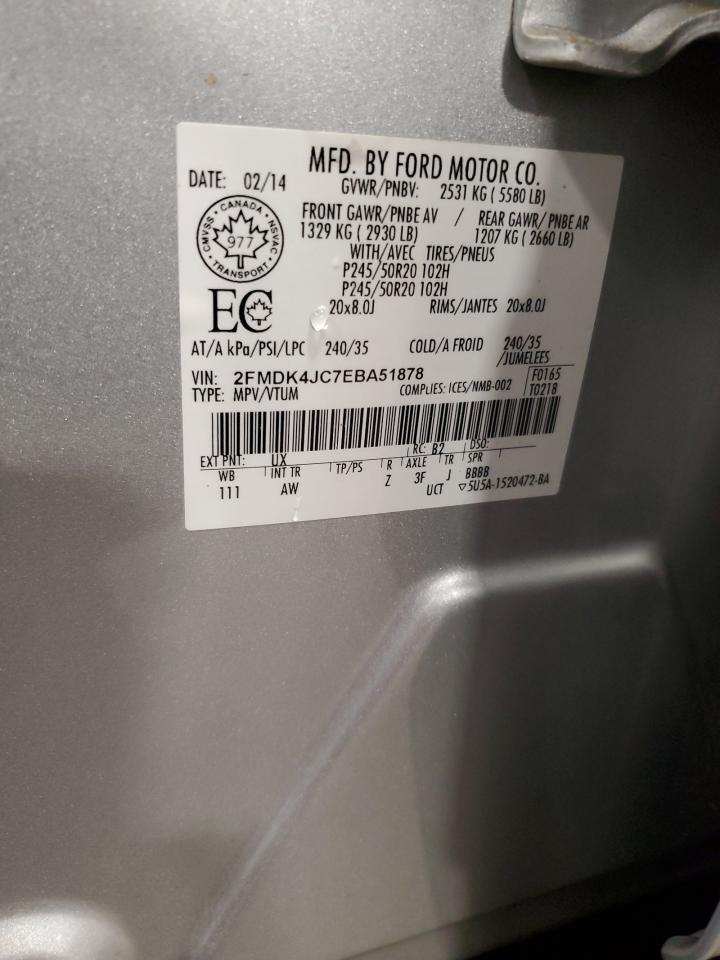 MFD. BY FORD MOTOR CO.
DATE: 02/14
GVWR/PNBV: 2531 KG ( 5580 LB)
FRONT GAWR/PNBE AV / REAR GAWR/ PNBE AR
1329 KG ( 2930 LB) 1207 KG ( 2660 LB)
WITH/AVEC TIRES/PNEUS
P245/50R20 102H
P245/50R20 102H
20x8.0J RIMS/JANTES 20x8.0J
CMVSS • CANADA • NSVAC • TRANSPORT •
977
EC
AT/A kPa/PSI/LPC 240/35 COLD/A FROID 240/35
/JUMELEES
VIN: 2FMDK4JC7EBA51878
TYPE: MPV/VTUM COMPLIES: ICES/NMB-002
F0165
T0218
RC: B2 DSO:
EXT PNT: UX
WB INT TR TP/PS R AXLE TR SPR
111 AW Z 3F J BBBB
UCT ▽5U5A-1520472-BA